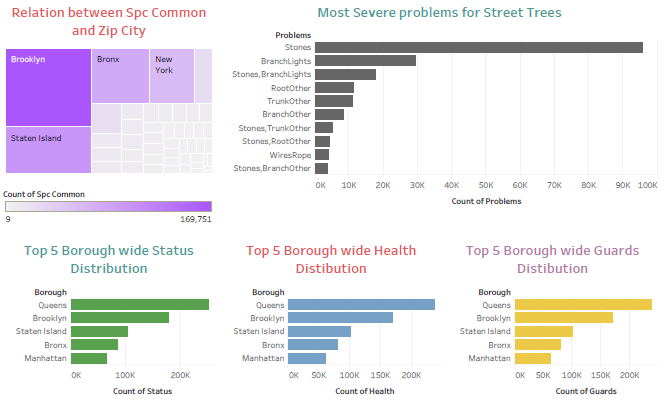 Relation between Spc Common
and Zip City
Brooklyn
Bronx
New
York
Staten Island
Count of Spc Common
9
169,751
Most Severe problems for Street Trees
Problems
Stones
BranchLights
Stones,BranchLights
RootOther
TrunkOther
BranchOther
Stones,TrunkOther
Stones,RootOther
WiresRope
Stones,BranchOther
0K 10K 20K 30K 40K 50K 60K 70K 80K 90K 100K
Count of Problems
Top 5 Borough wide Status
Distribution
Borough
Queens
Brooklyn
Staten Island
Bronx
Manhattan
0K 100K 200K
Count of Status
Top 5 Borough wide Health
Distibution
Borough
Queens
Brooklyn
Staten Island
Bronx
Manhattan
0K 50K 100K 150K 200K
Count of Health
Top 5 Borough wide Guards
Distibution
Borough
Queens
Brooklyn
Staten Island
Bronx
Manhattan
0K 50K 100K 150K 200K
Count of Guards